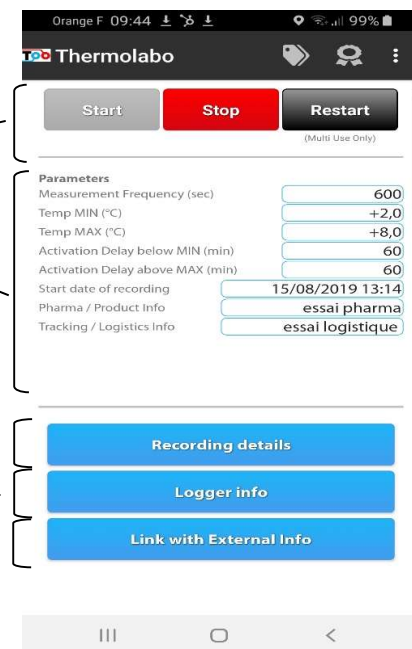 Orange F 09:44 99%
TPD Thermolabo
Start Stop Restart
(Multi Use Only)
Parameters
Measurement Frequency (sec) 600
Temp MIN (°C) +2,0
Temp MAX (°C) +8,0
Activation Delay below MIN (min) 60
Activation Delay above MAX (min) 60
Start date of recording 15/08/2019 13:14
Pharma / Product Info essai pharma
Tracking / Logistics Info essai logistique
Recording details
Logger info
Link with External Info